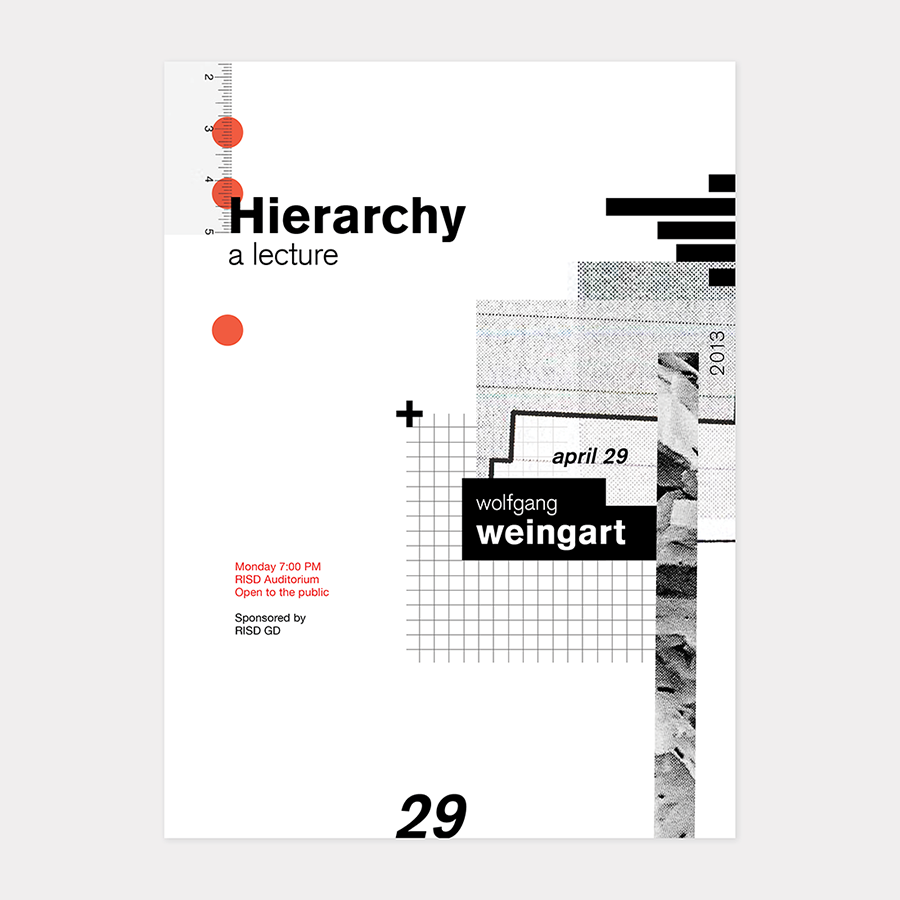 2
3
4
5
Hierarchy
a lecture
2013
april 29
wolfgang
weingart
Monday 7:00 PM
RISD Auditorium
Open to the public
Sponsored by
RISD GD
29